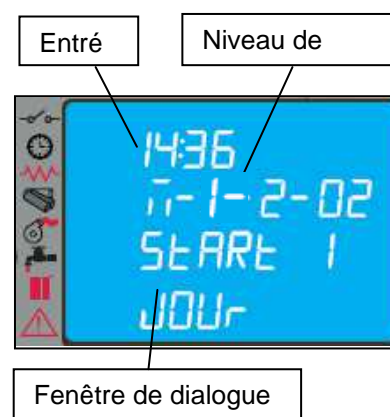 Entré
Niveau de
14:36
n-1-2-02
StARt 1
JOUr
Fenêtre de dialogue